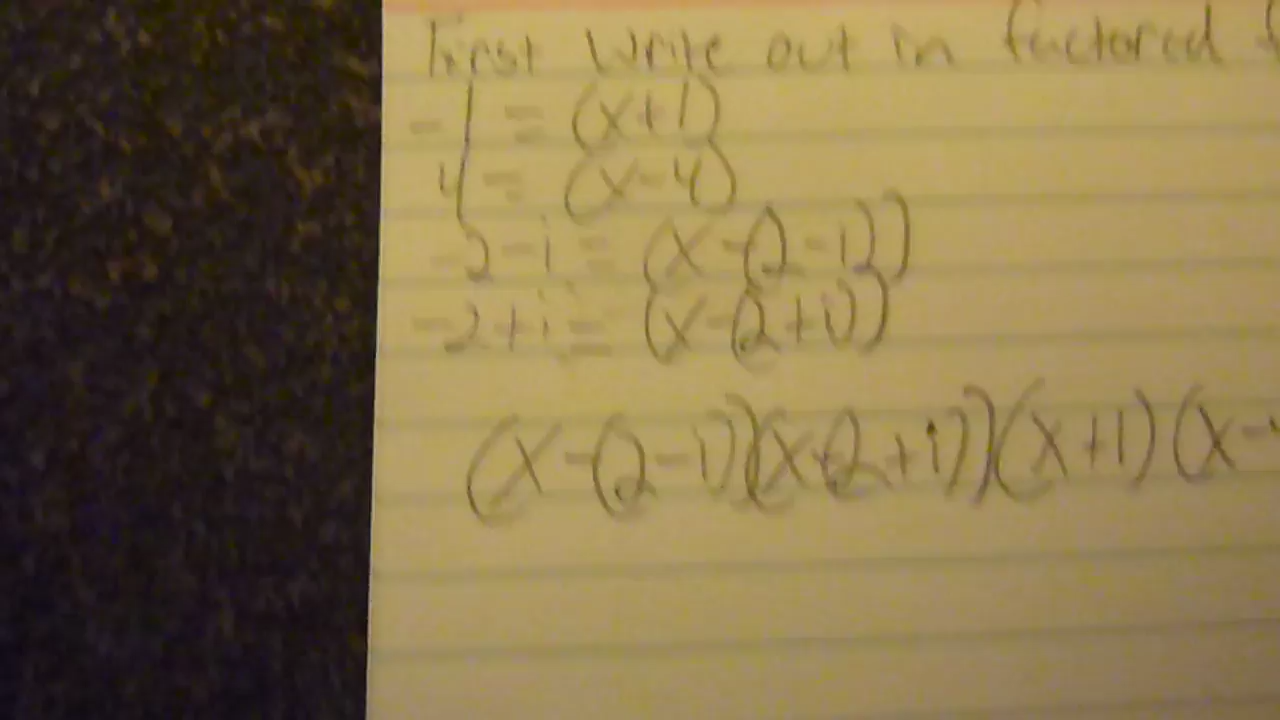 First write out in factored
-1 = (x+1)
4 = (x-4)
-2-i = (x-(2-i))
-2+i = (x-(2+i))
(x-(2-i))(x-(2+i))(x+1)(x-